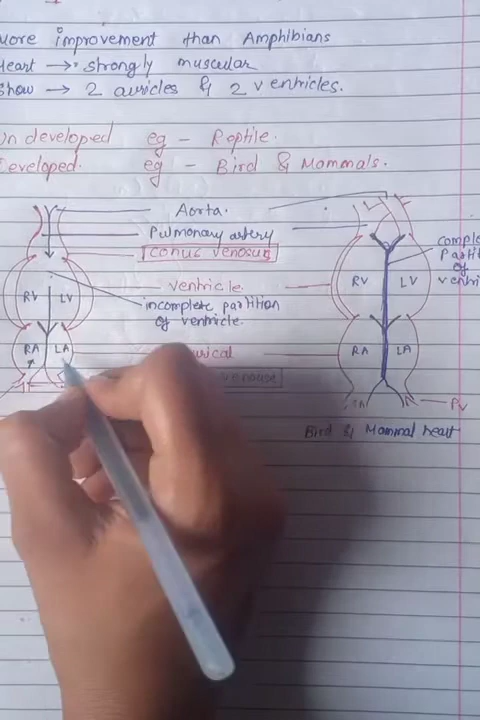 More improvement than Amphibians
Heart → strongly muscular
Show → 2 auricles & 2 ventricles.
Un developed eg – Reptile.
Developed. eg – Bird & Mammals.
Aorta.
Pulmonary artery
Conus venosus
complete
Partition
of
ventricle
RV LV
ventricle.
RV LV
incomplete partition
of ventricle.
RA LA
RA LA
PV
Bird & Mammal heart